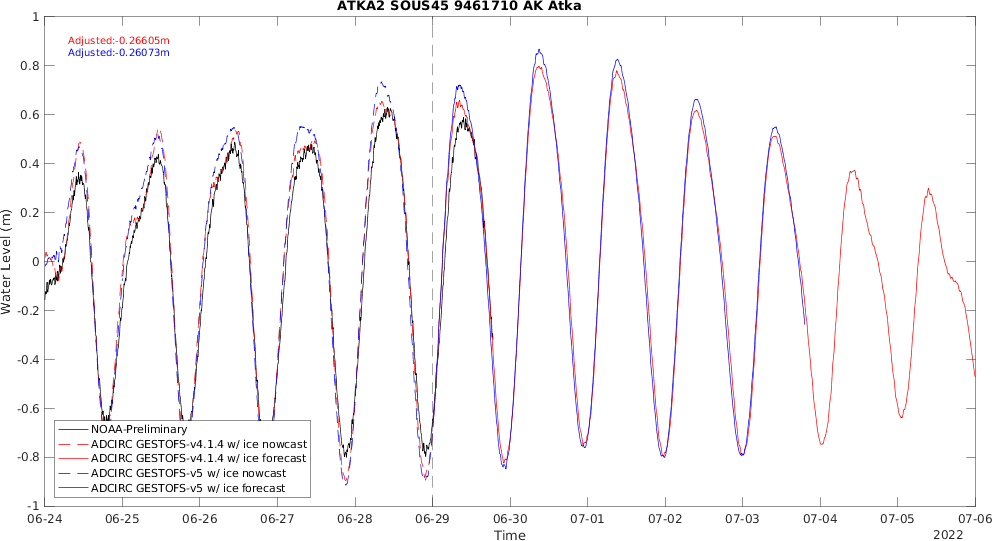 ATKA2 SOUS45 9461710 AK Atka
Adjusted:-0.26605m
Adjusted:-0.26073m
Water Level (m)
1
0.8
0.6
0.4
0.2
0
-0.2
-0.4
-0.6
-0.8
-1
NOAA-Preliminary
ADCIRC GESTOFS-v4.1.4 w/ ice nowcast
ADCIRC GESTOFS-v4.1.4 w/ ice forecast
ADCIRC GESTOFS-v5 w/ ice nowcast
ADCIRC GESTOFS-v5 w/ ice forecast
06-24 06-25 06-26 06-27 06-28 06-29 06-30 07-01 07-02 07-03 07-04 07-05 07-06
Time
2022